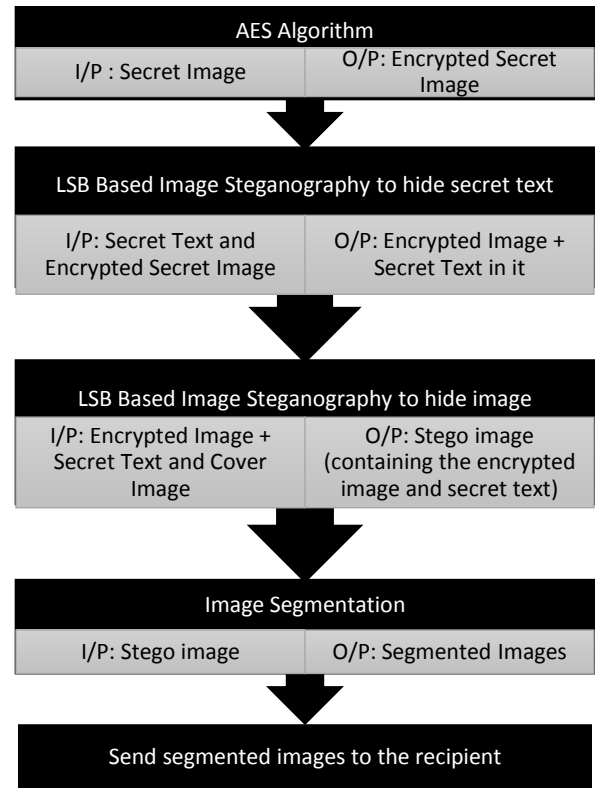 AES Algorithm
I/P : Secret Image
O/P: Encrypted Secret
Image
LSB Based Image Steganography to hide secret text
I/P: Secret Text and
Encrypted Secret Image
O/P: Encrypted Image +
Secret Text in it
LSB Based Image Steganography to hide image
I/P: Encrypted Image +
Secret Text and Cover
Image
O/P: Stego image
(containing the encrypted
image and secret text)
Image Segmentation
I/P: Stego image
O/P: Segmented Images
Send segmented images to the recipient